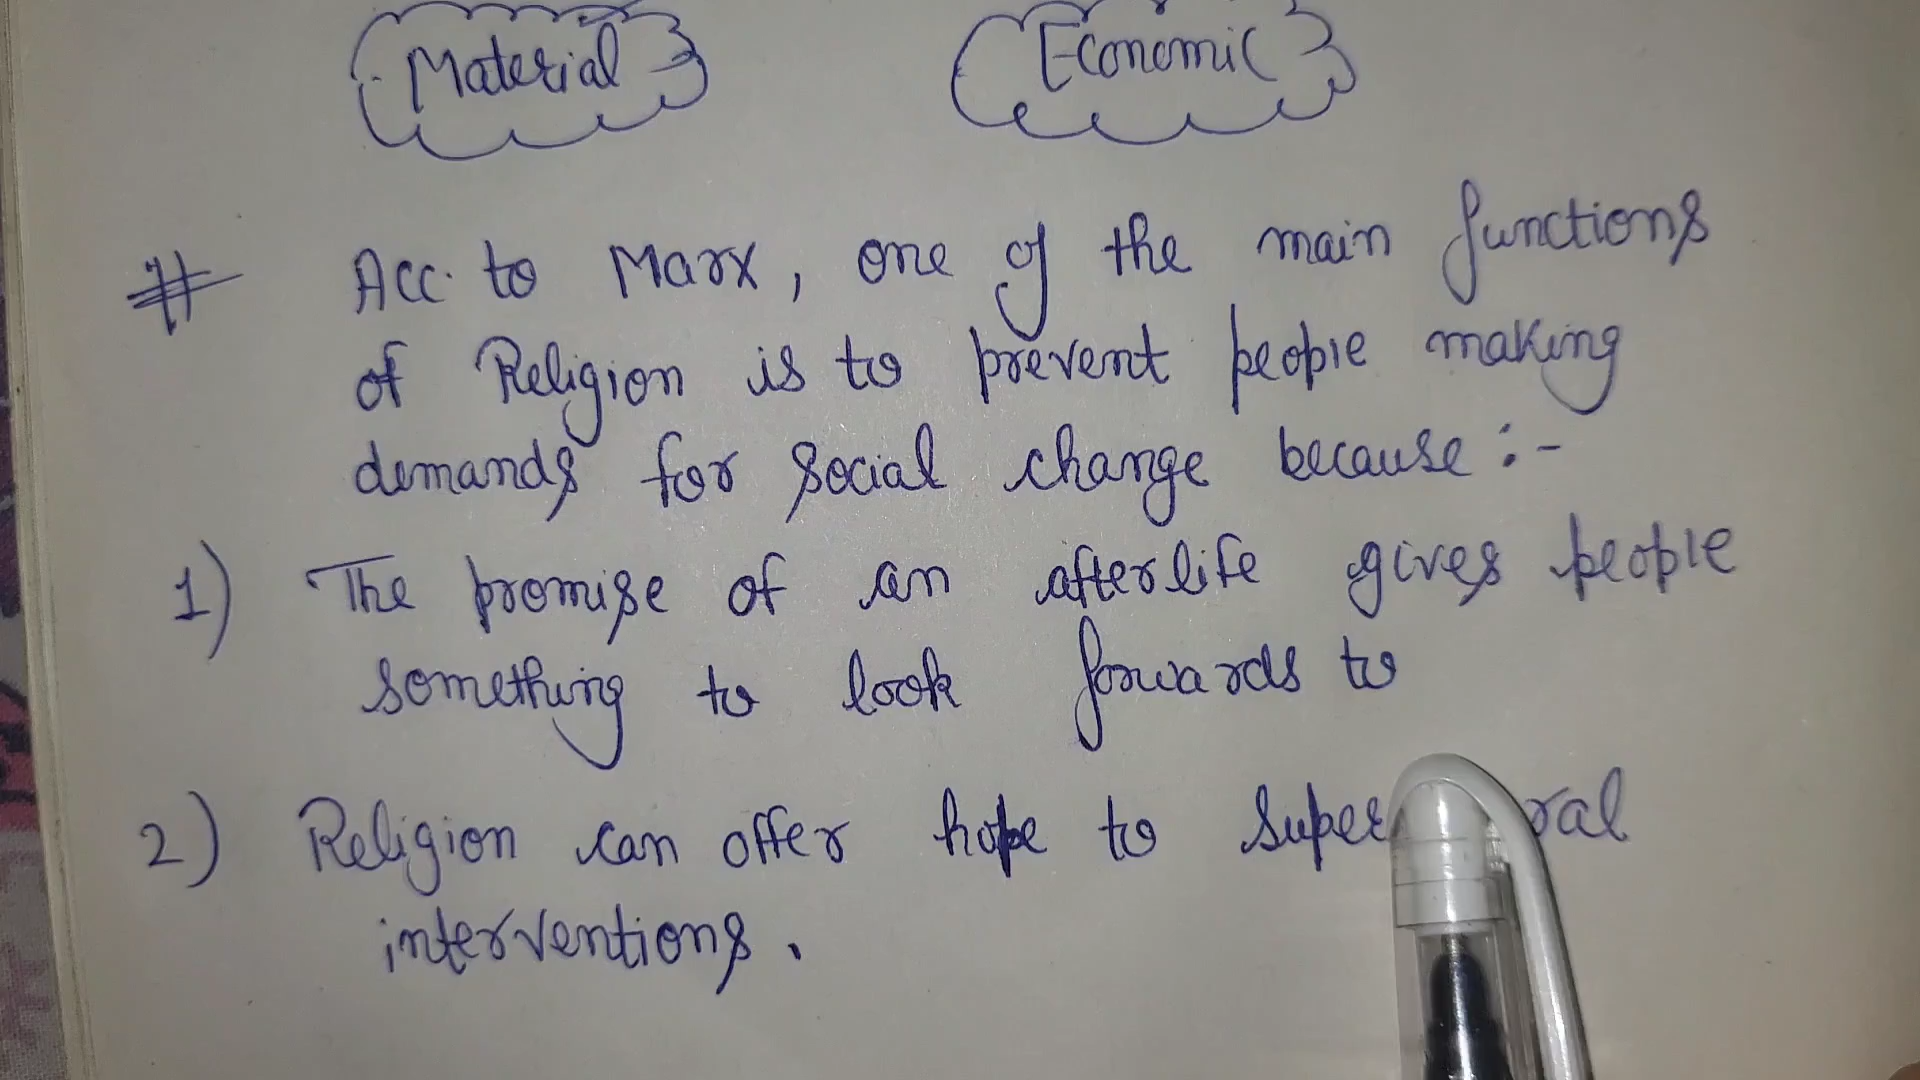 Material Economic
# Acc. to Marx, one of the main functions
of Religion is to prevent people making
demands for social change because :-
1) The promise of an afterlife gives people
something to look forwards to
2) Religion can offer hope to
interventions.